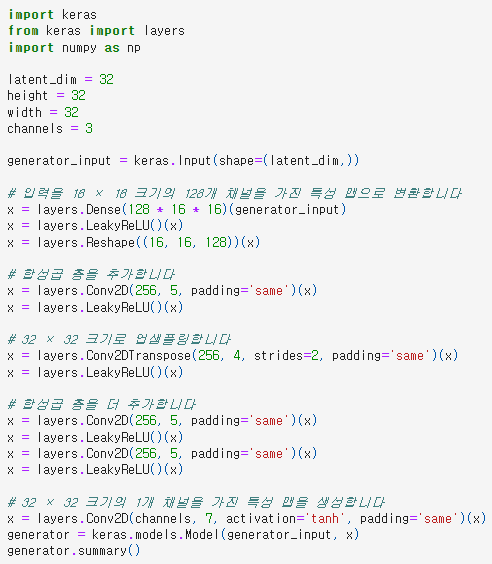 import keras
from keras import layers
import numpy as np
latent_dim = 32
height = 32
width = 32
channels = 3
generator_input = keras.Input(shape=(latent_dim,))
# 입력을 16 × 16 크기의 128개 채널을 가진 특성 맵으로 변환합니다
x = layers.Dense(128 * 16 * 16)(generator_input)
x = layers.LeakyReLU()(x)
x = layers.Reshape((16, 16, 128))(x)
# 합성곱 층을 추가합니다
x = layers.Conv2D(256, 5, padding='same')(x)
x = layers.LeakyReLU()(x)
# 32 × 32 크기로 업샘플링합니다
x = layers.Conv2DTranspose(256, 4, strides=2, padding='same')(x)
x = layers.LeakyReLU()(x)
# 합성곱 층을 더 추가합니다
x = layers.Conv2D(256, 5, padding='same')(x)
x = layers.LeakyReLU()(x)
x = layers.Conv2D(256, 5, padding='same')(x)
x = layers.LeakyReLU()(x)
# 32 × 32 크기의 1개 채널을 가진 특성 맵을 생성합니다
x = layers.Conv2D(channels, 7, activation='tanh', padding='same')(x)
generator = keras.models.Model(generator_input, x)
generator.summary()